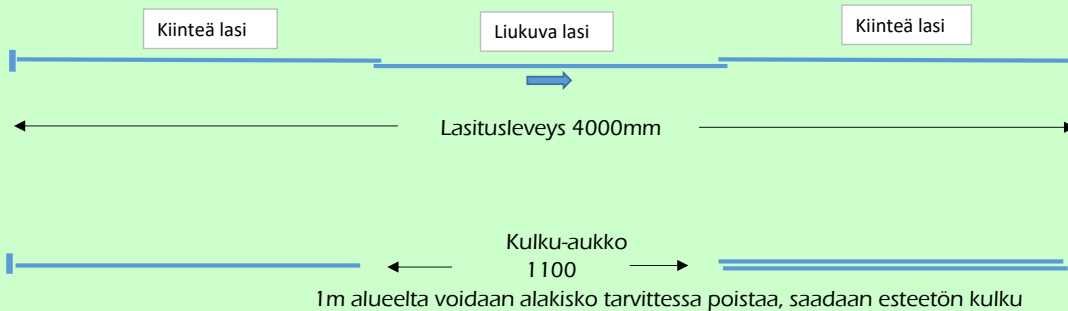 Kiinteä lasi Liukuva lasi Kiinteä lasi
Lasitusleveys 4000mm
Kulku-aukko
1100
1m alueelta voidaan alakisko tarvittessa poistaa, saadaan esteetön kulku